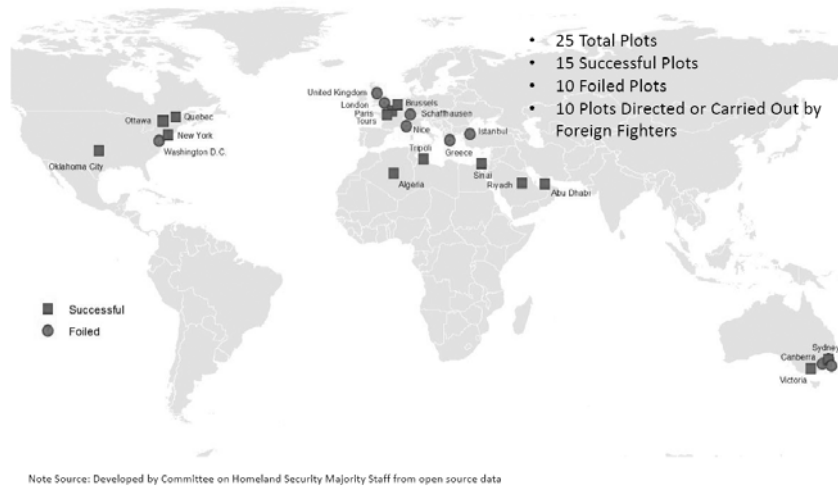 • 25 Total Plots
• 15 Successful Plots
• 10 Foiled Plots
• 10 Plots Directed or Carried Out by
Foreign Fighters
United Kingdom
London
Brussels
Paris
Schaffhausen
Tours
Nice
Istanbul
Greece
Ottawa
Quebec
New York
Washington D.C.
Oklahoma City
Tripoli
Algeria
Sinai
Riyadh
Abu Dhabi
Successful
Foiled
Sydney
Canberra
Victoria
Note Source: Developed by Committee on Homeland Security Majority Staff from open source data